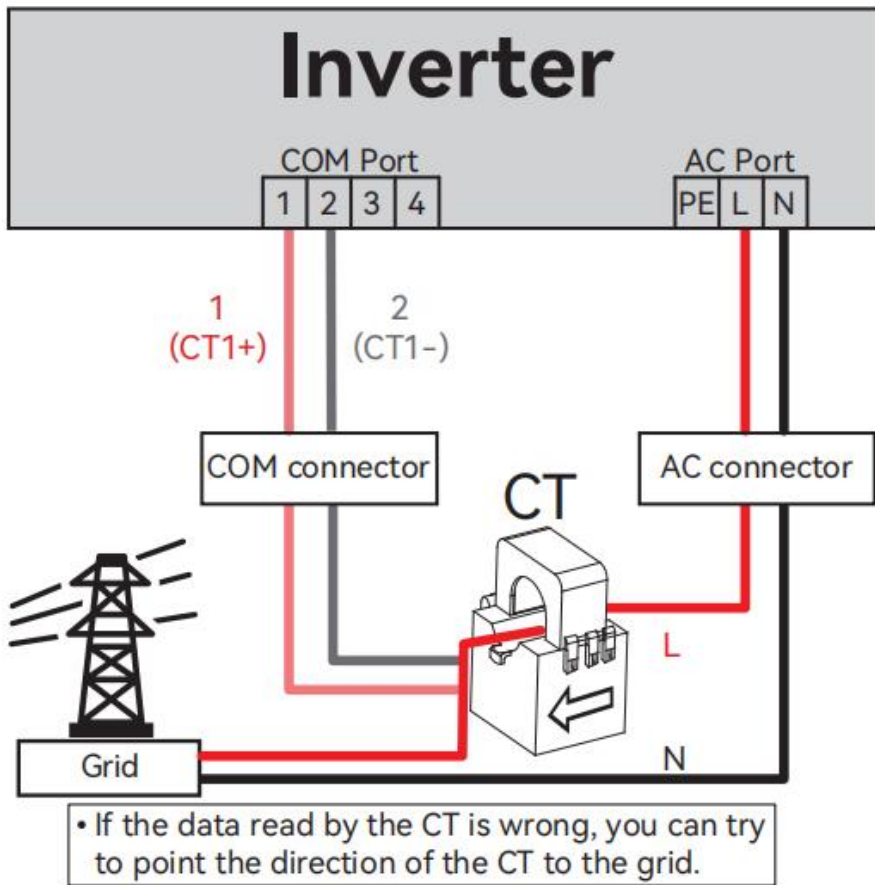 Inverter
COM Port
AC Port
1 2 3 4
PE L N
1
(CT1+)
2
(CT1-)
COM connector
AC connector
CT
L
N
Grid
• If the data read by the CT is wrong, you can try
to point the direction of the CT to the grid.